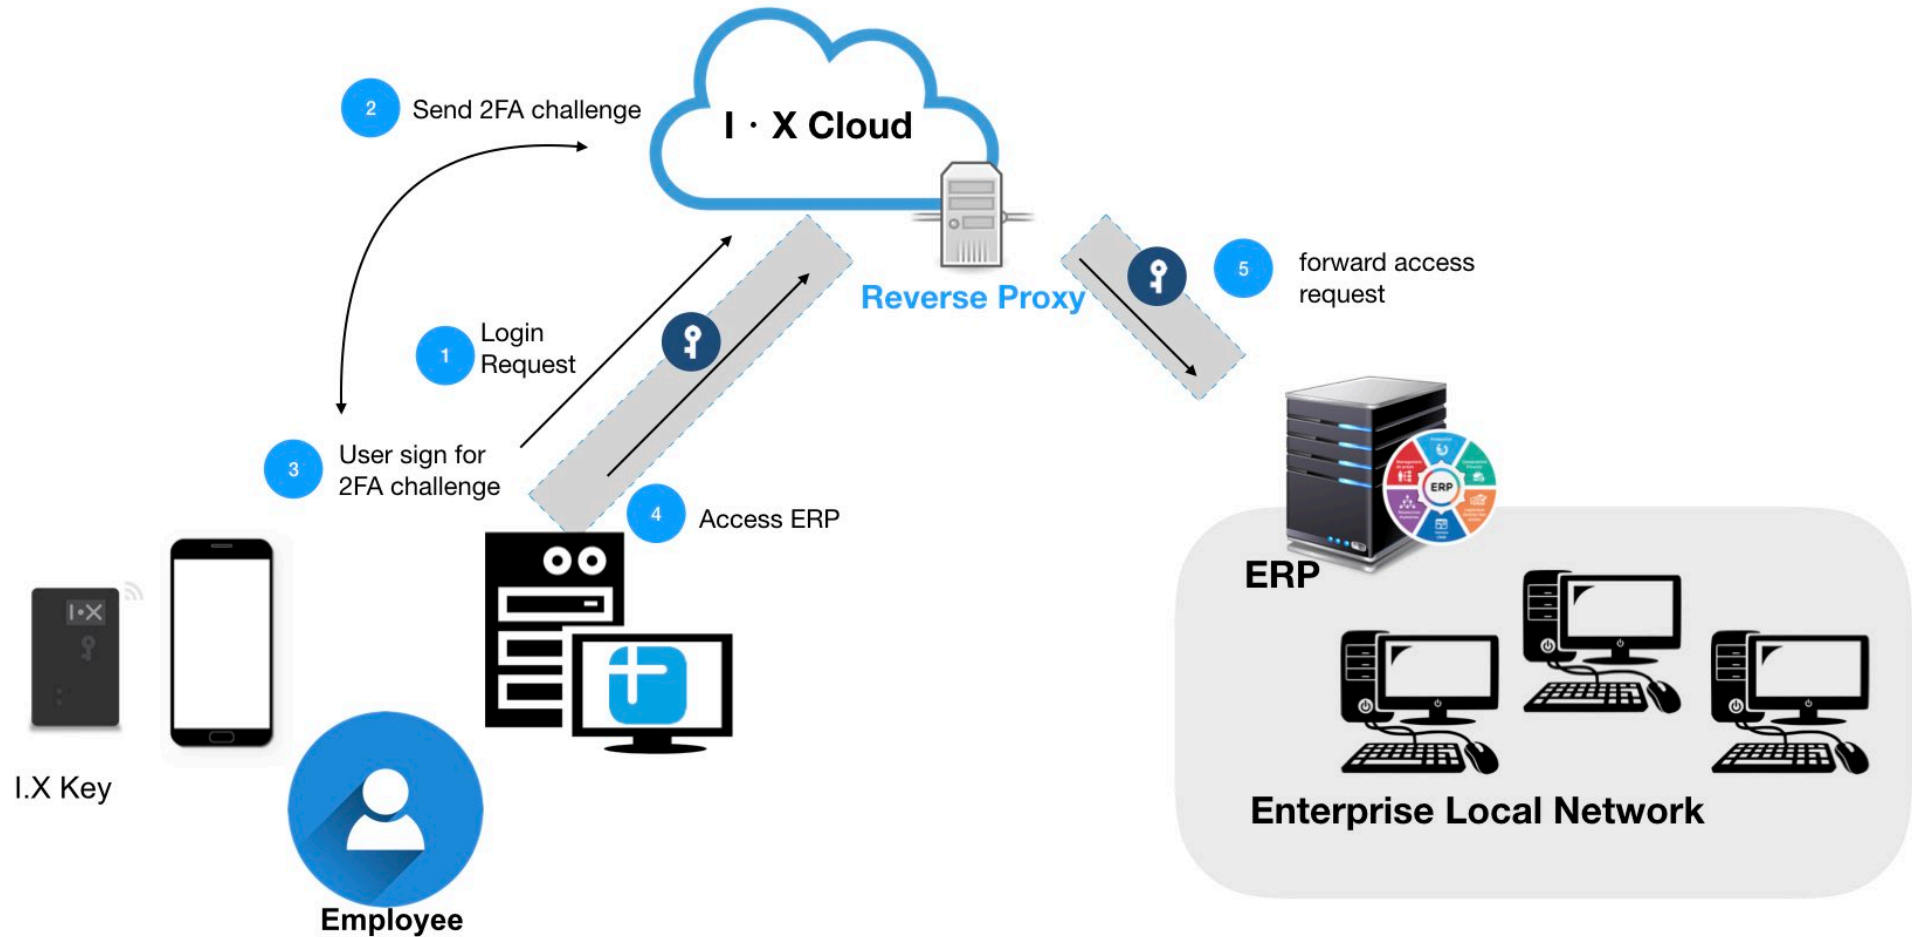 2
Send 2FA challenge
I · X Cloud
Reverse Proxy
5
forward access
request
1
Login
Request
3
User sign for
2FA challenge
4
Access ERP
ERP
ERP
I•X
I.X Key
Employee
Enterprise Local Network